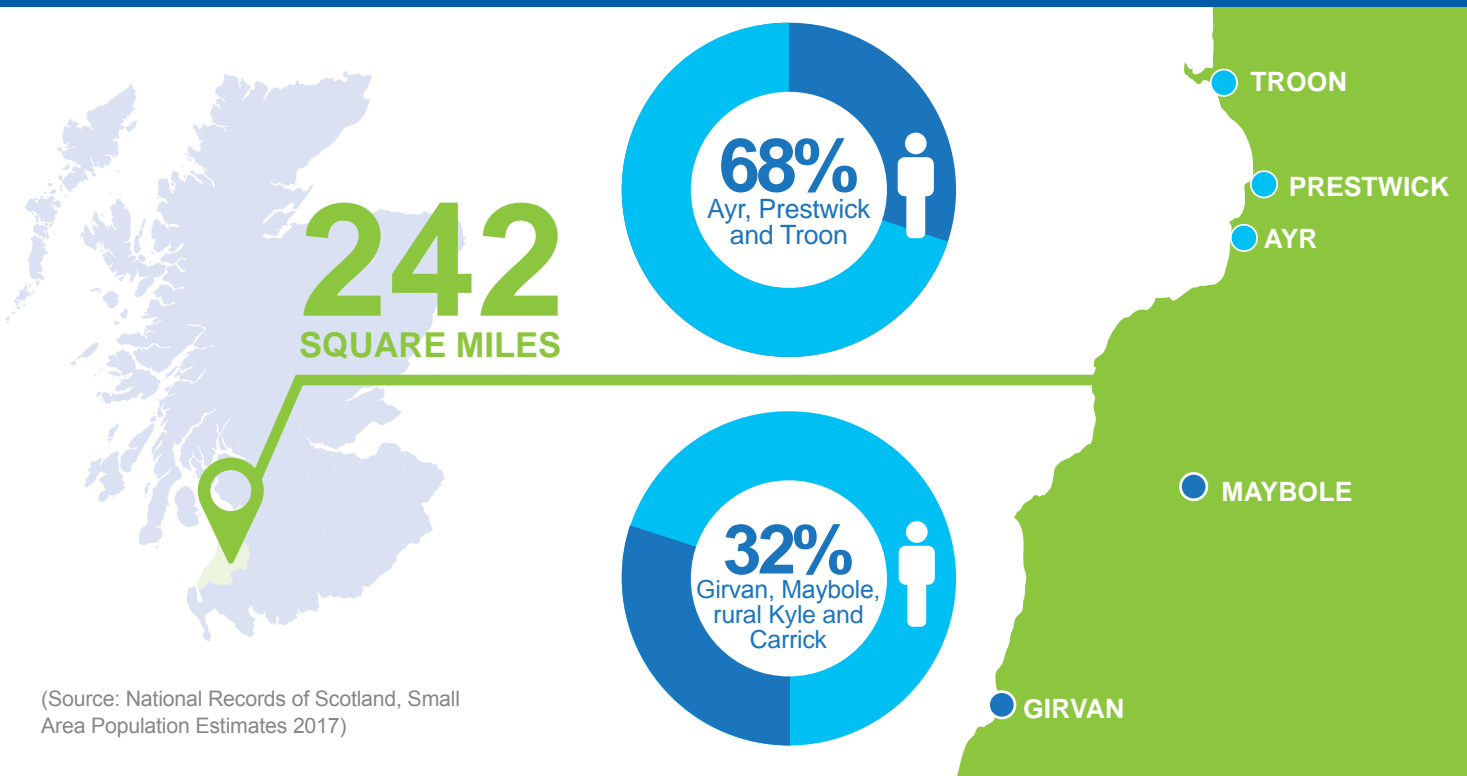 242
SQUARE MILES
68%
Ayr, Prestwick
and Troon
32%
Girvan, Maybole,
rural Kyle and
Carrick
TROON
PRESTWICK
AYR
MAYBOLE
GIRVAN
(Source: National Records of Scotland, Small
Area Population Estimates 2017)